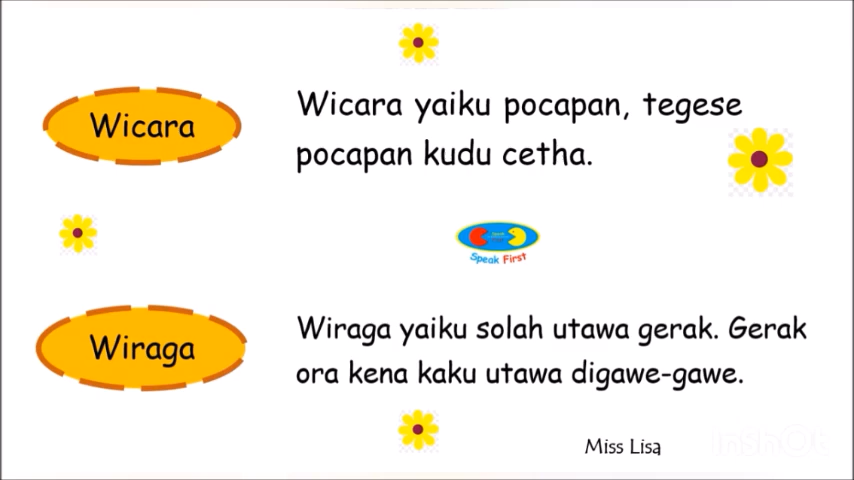 Wicara
Wicara yaiku pocapan, tegese
pocapan kudu cetha.
Speak First
Wiraga
Wiraga yaiku solah utawa gerak. Gerak
ora kena kaku utawa digawe-gawe.
Miss Lisa